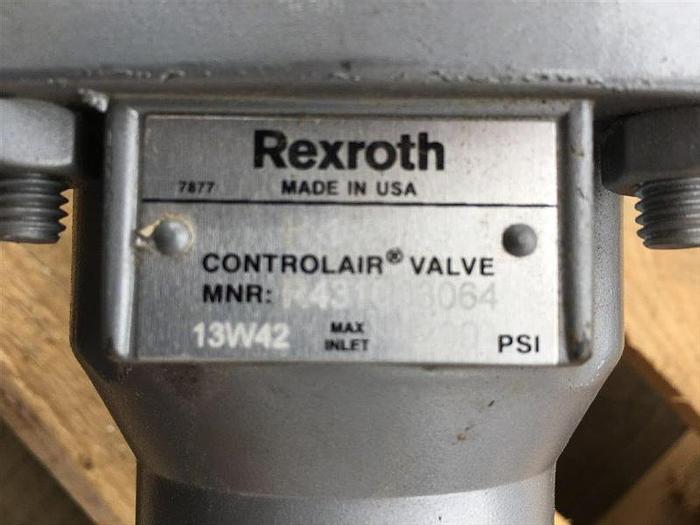 Rexroth
7877 MADE IN USA
CONTROLAIR® VALVE
MNR:
13W42 MAX INLET PSI